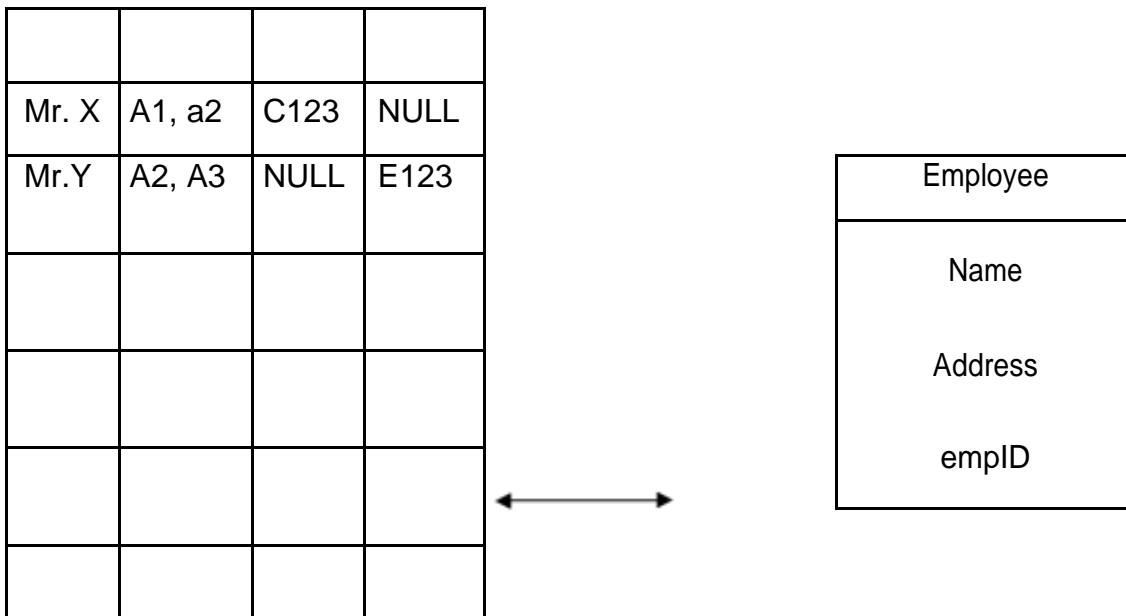 Mr. X A1, a2 C123 NULL
Mr.Y A2, A3 NULL E123
Employee
Name
Address
empID